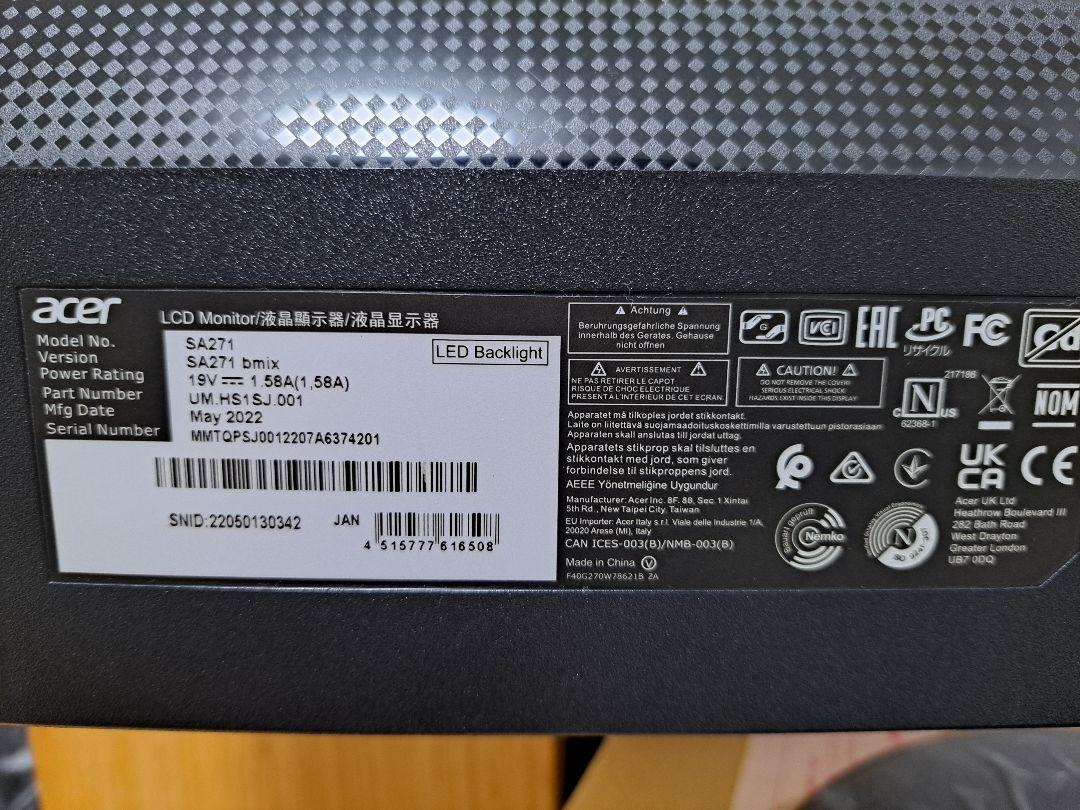 acer
LCD Monitor/液晶顯示器/液晶显示器
Model No. SA271
Version SA271 bmix
LED Backlight
Power Rating 19V 1.58A(1,58A)
Part Number UM.HS1SJ.001
Mfg Date May 2022
Serial Number MMTQPSJ0012207A6374201
SNID:22050130342
JAN
4 515777 616508
Achtung
Beruhrungsgefahrliche Spannung
innerhalb des Gerates. Gehause
nicht offnen
AVERTISSEMENT
NE PAS RETIRER LE CAPOT
RISQUE DE CHOC ELECTRIQUE
PRESENT A L'INTERIEUR DE CET ECRAN.
CAUTION!
DO NOT REMOVE THE COVER!
SERIOUS ELECTRICAL SHOCK
HAZARDS EXIST INSIDE THIS DISPLAY
Apparatet må tilkoples jordet stikkontakt.
Laite on liitettävä suojamaadoituskoskettimilla varustettuun pistorasiaan
Apparaten skall anslutas till jordat uttag.
Apparatets stikprop skal tilsluttes en
stikkontakt med jord, som giver
forbindelse til stikproppens jord.
AEEE Yönetmeliğine Uygundur
Manufacturer: Acer Inc. 8F. 88, Sec. 1 Xintai
5th Rd., New Taipei City, Taiwan
EU Importer: Acer Italy s.r.l. Viale delle Industrie 1/A,
20020 Arese (MI), Italy
CAN ICES-003(B)/NMB-003(B)
Made in China V
F40G270W78621B ZA
G
VCI
EAC
PC
リサイクル
FC
Cd
217186
C N US
62368-1
NOM
UK
CA
CE
Nemko
N
Acer UK Ltd
Heathrow Boulevard III
282 Bath Road
West Drayton
Greater London
UB7 0DQ